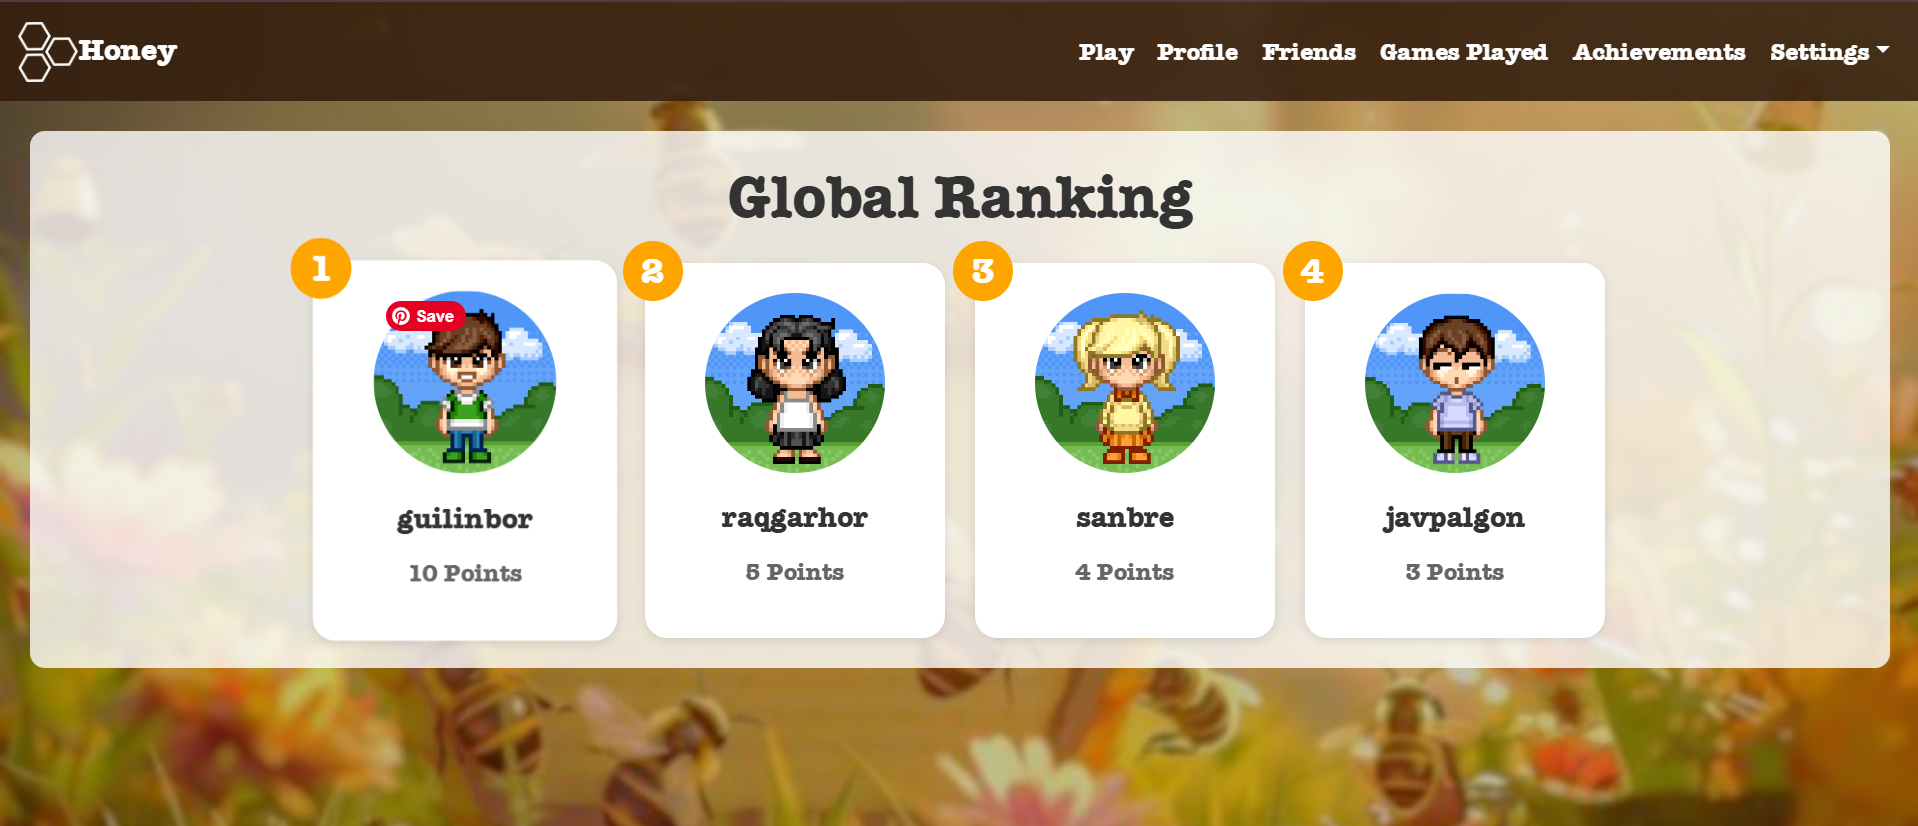 Honey
Play Profile Friends Games Played Achievements Settings
Global Ranking
1
Save
guilinbor
10 Points
2
raqgarhor
5 Points
3
sanbre
4 Points
4
javpalgon
3 Points